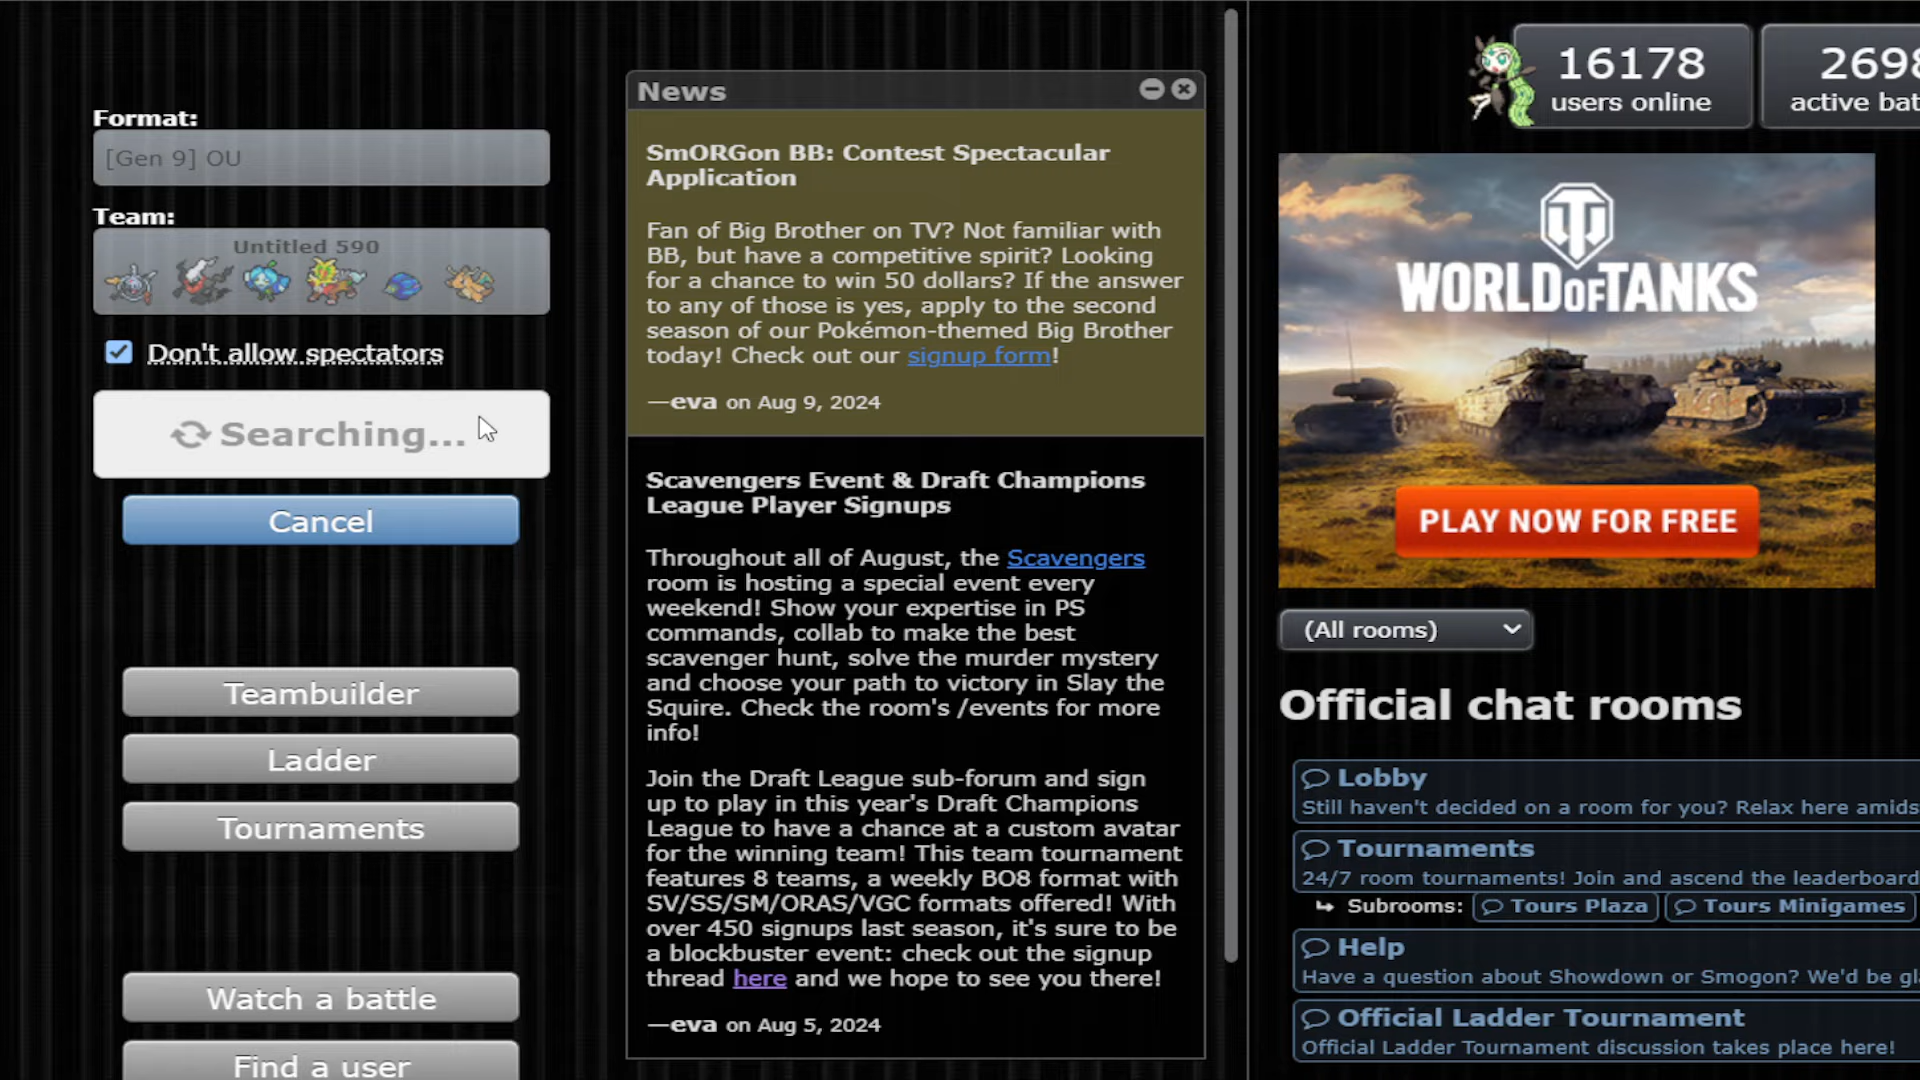 Format:
[Gen 9] OU
Team:
Untitled 590
Don't allow spectators
Searching...
Cancel
Teambuilder
Ladder
Tournaments
Watch a battle
Find a user
News
SmORGon BB: Contest Spectacular
Application
Fan of Big Brother on TV? Not familiar with
BB, but have a competitive spirit? Looking
for a chance to win 50 dollars? If the answer
to any of those is yes, apply to the second
season of our Pokémon-themed Big Brother
today! Check out our signup form!
—eva on Aug 9, 2024
Scavengers Event & Draft Champions
League Player Signups
Throughout all of August, the Scavengers
room is hosting a special event every
weekend! Show your expertise in PS
commands, collab to make the best
scavenger hunt, solve the murder mystery
and choose your path to victory in Slay the
Squire. Check the room's /events for more
info!
Join the Draft League sub-forum and sign
up to play in this year's Draft Champions
League to have a chance at a custom avatar
for the winning team! This team tournament
features 8 teams, a weekly BO8 format with
SV/SS/SM/ORAS/VGC formats offered! With
over 450 signups last season, it's sure to be
a blockbuster event: check out the signup
thread here and we hope to see you there!
—eva on Aug 5, 2024
16178
users online
2698
active bat
WORLD OF TANKS
PLAY NOW FOR FREE
(All rooms)
Official chat rooms
Lobby
Still haven't decided on a room for you? Relax here amids
Tournaments
24/7 room tournaments! Join and ascend the leaderboard
Subrooms: Tours Plaza Tours Minigames
Help
Have a question about Showdown or Smogon? We'd be gl
Official Ladder Tournament
Official Ladder Tournament discussion takes place here!